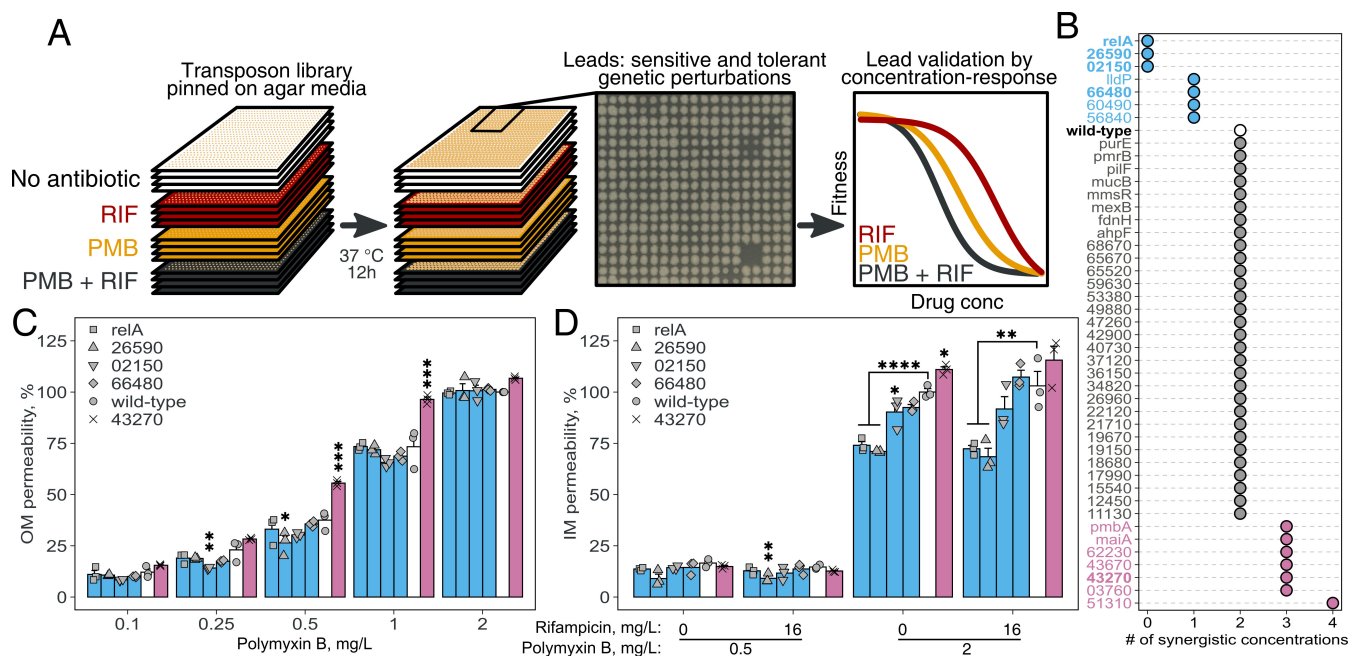 A
Transposon library
pinned on agar media
No antibiotic
RIF
PMB
PMB + RIF
37 °C
12h
Leads: sensitive and tolerant
genetic perturbations
Lead validation by
concentration-response
Fitness
RIF
PMB
PMB + RIF
Drug conc
B
relA
26590
02150
lldP
66480
60490
56840
wild-type
purE
pmrB
pilF
mucB
mmsR
mexB
fdnH
ahpF
68670
65670
65520
59630
53380
49880
47260
42900
40730
37120
36150
34820
26960
22120
21710
19670
19150
18680
17990
15540
12450
11130
pmbA
maiA
62230
43670
43270
03760
51310
0 1 2 3 4
# of synergistic concentrations
C
OM permeability, %
125
100
75
50
25
0
relA
26590
02150
66480
wild-type
43270
**
*
***
***
0.1 0.25 0.5 1 2
Polymyxin B, mg/L
D
IM permeability, %
125
100
75
50
25
0
relA
26590
02150
66480
wild-type
43270
**
****
*
*
**
Rifampicin, mg/L: 0 16 0 16
Polymyxin B, mg/L: 0.5 2